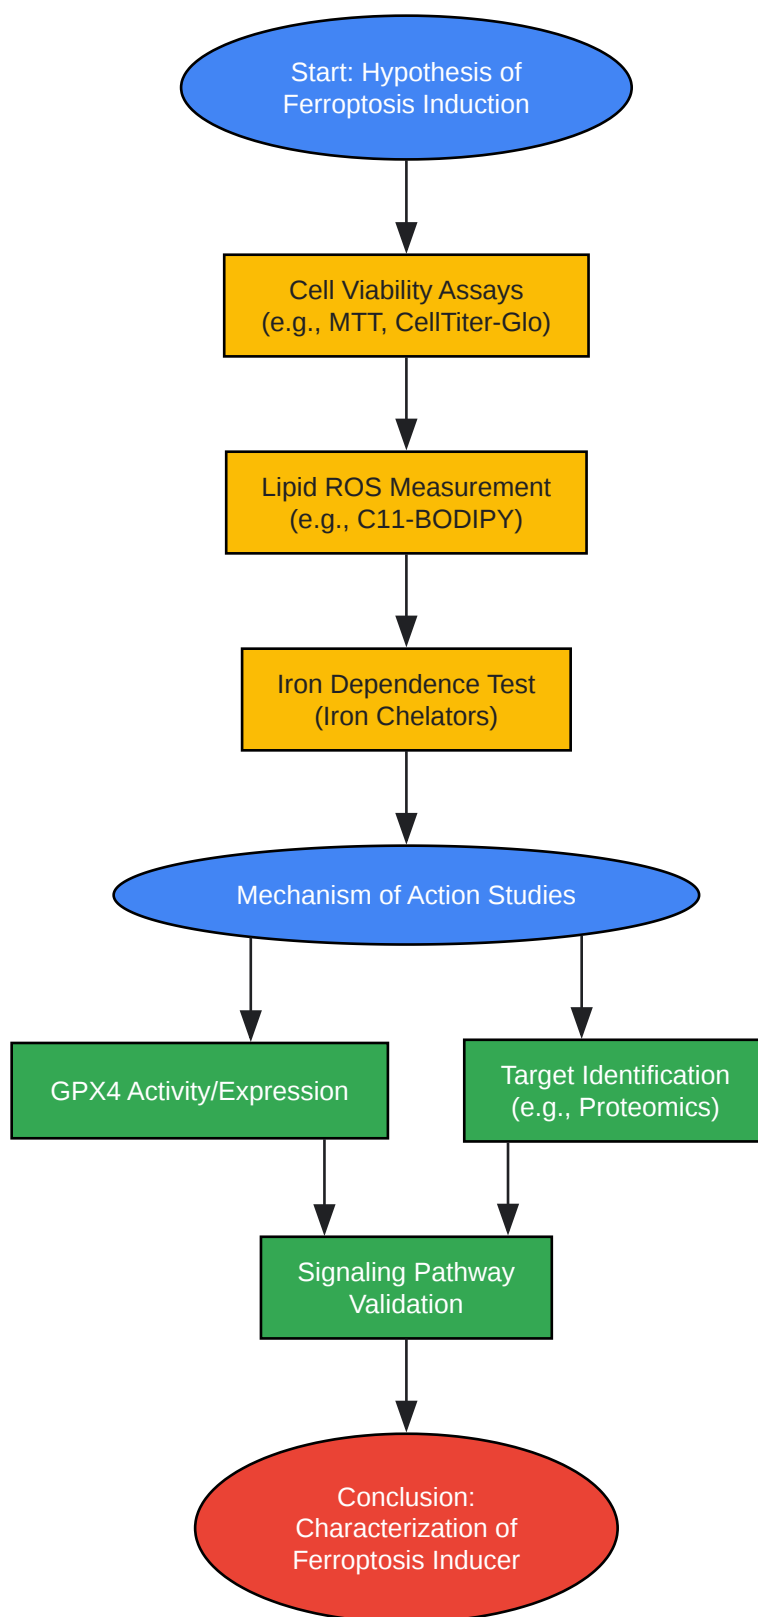 Start: Hypothesis of
Ferroptosis Induction
Cell Viability Assays
(e.g., MTT, CellTiter-Glo)
Lipid ROS Measurement
(e.g., C11-BODIPY)
Iron Dependence Test
(Iron Chelators)
Mechanism of Action Studies
GPX4 Activity/Expression
Target Identification
(e.g., Proteomics)
Signaling Pathway
Validation
Conclusion:
Characterization of
Ferroptosis Inducer